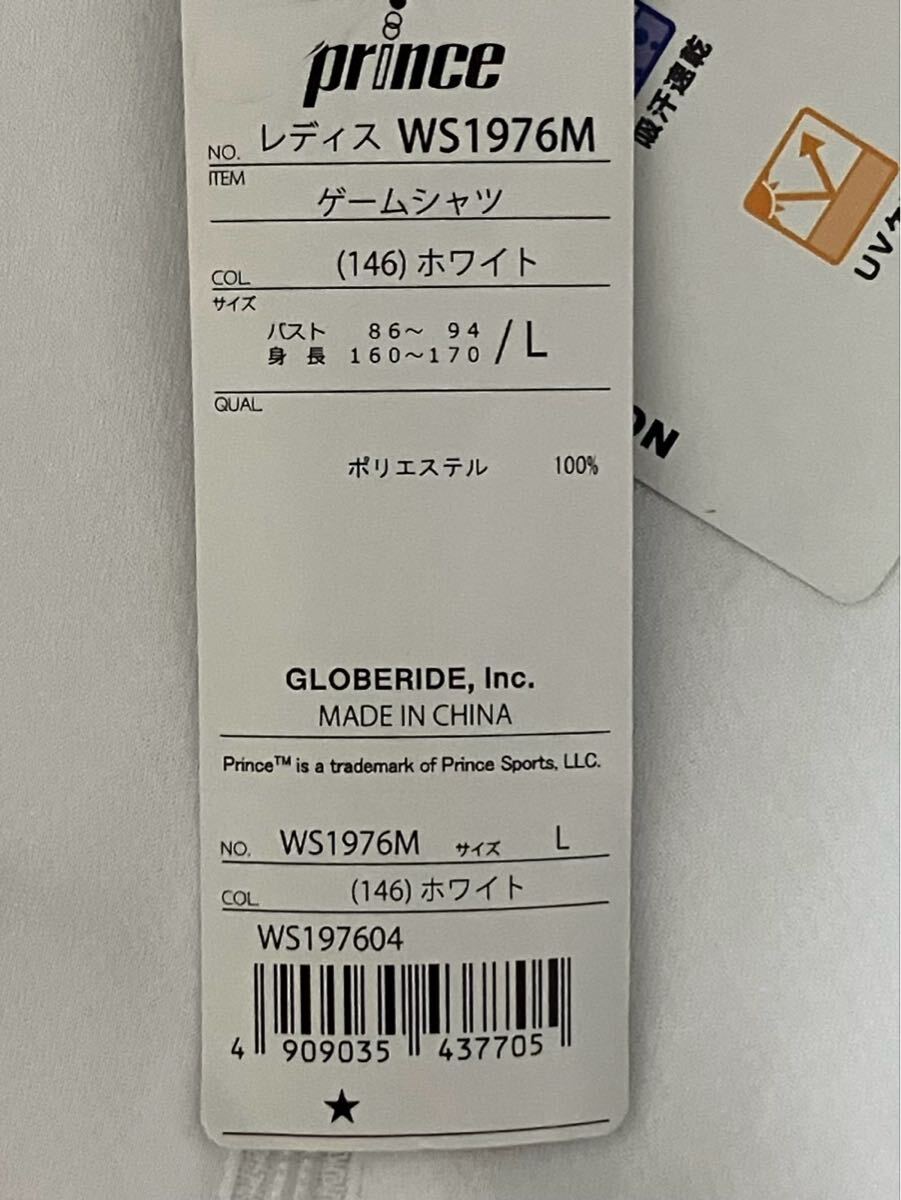 prince
NO. レディス WS1976M
ITEM
ゲームシャツ
COL (146) ホワイト
サイズ
バスト 86～ 94
身 長 160～170 / L
QUAL
ポリエステル 100%
GLOBERIDE, Inc.
MADE IN CHINA
Prince™ is a trademark of Prince Sports, LLC.
NO. WS1976M サイズ L
COL (146) ホワイト
WS197604
4 909035 437705
吸汗速乾
UV
ON